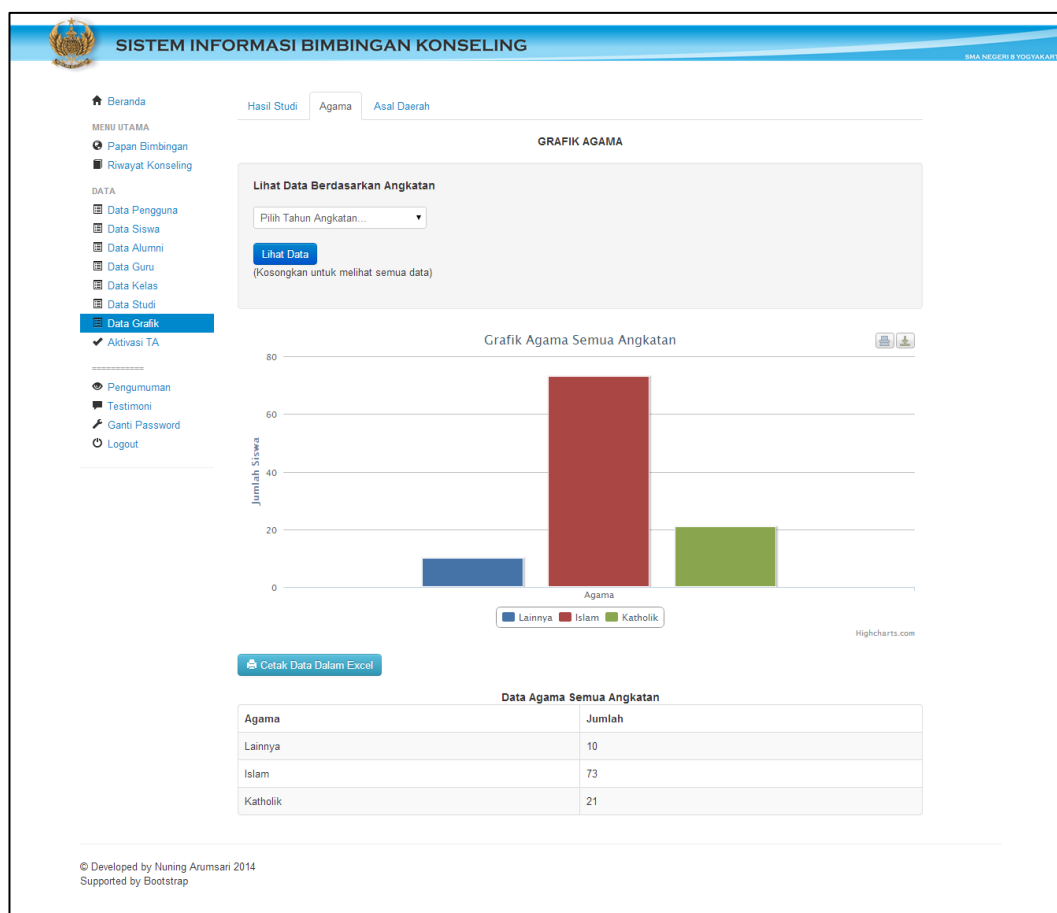 SISTEM INFORMASI BIMBINGAN KONSELING
SMA NEGERI 8 YOGYAKART
Beranda
MENU UTAMA
Papan Bimbingan
Riwayat Konseling
DATA
Data Pengguna
Data Siswa
Data Alumni
Data Guru
Data Kelas
Data Studi
Data Grafik
Aktivasi TA
===========
Pengumuman
Testimoni
Ganti Password
Logout
Hasil Studi Agama Asal Daerah
GRAFIK AGAMA
Lihat Data Berdasarkan Angkatan
Pilih Tahun Angkatan...
Lihat Data
(Kosongkan untuk melihat semua data)
Grafik Agama Semua Angkatan
80
60
40
20
0
Jumlah Siswa
Agama
Lainnya Islam Katholik
Highcharts.com
Cetak Data Dalam Excel
Data Agama Semua Angkatan
Agama Jumlah
Lainnya 10
Islam 73
Katholik 21
© Developed by Nuning Arumsari 2014
Supported by Bootstrap